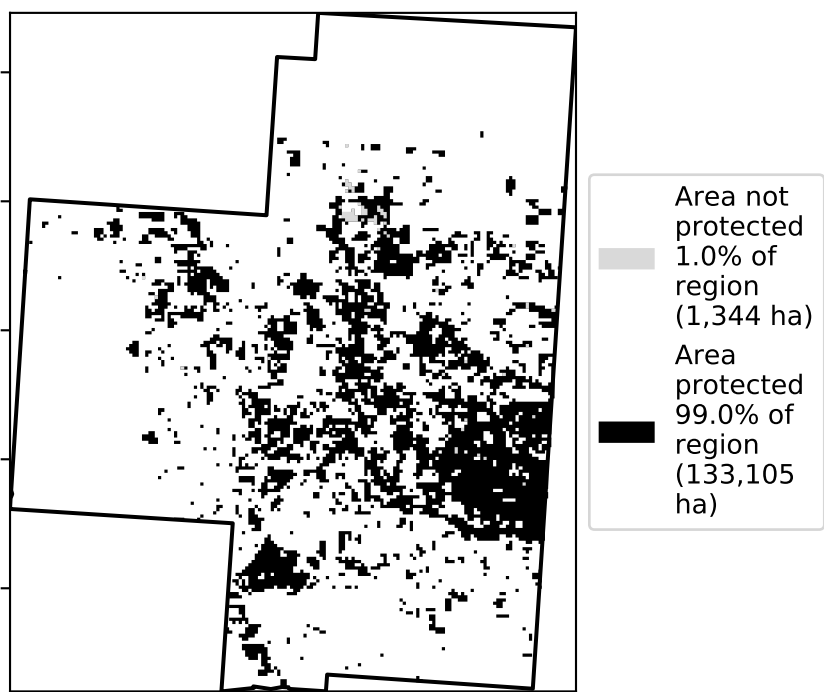 Area not
protected
1.0% of
region
(1,344 ha)
Area
protected
99.0% of
region
(133,105
ha)